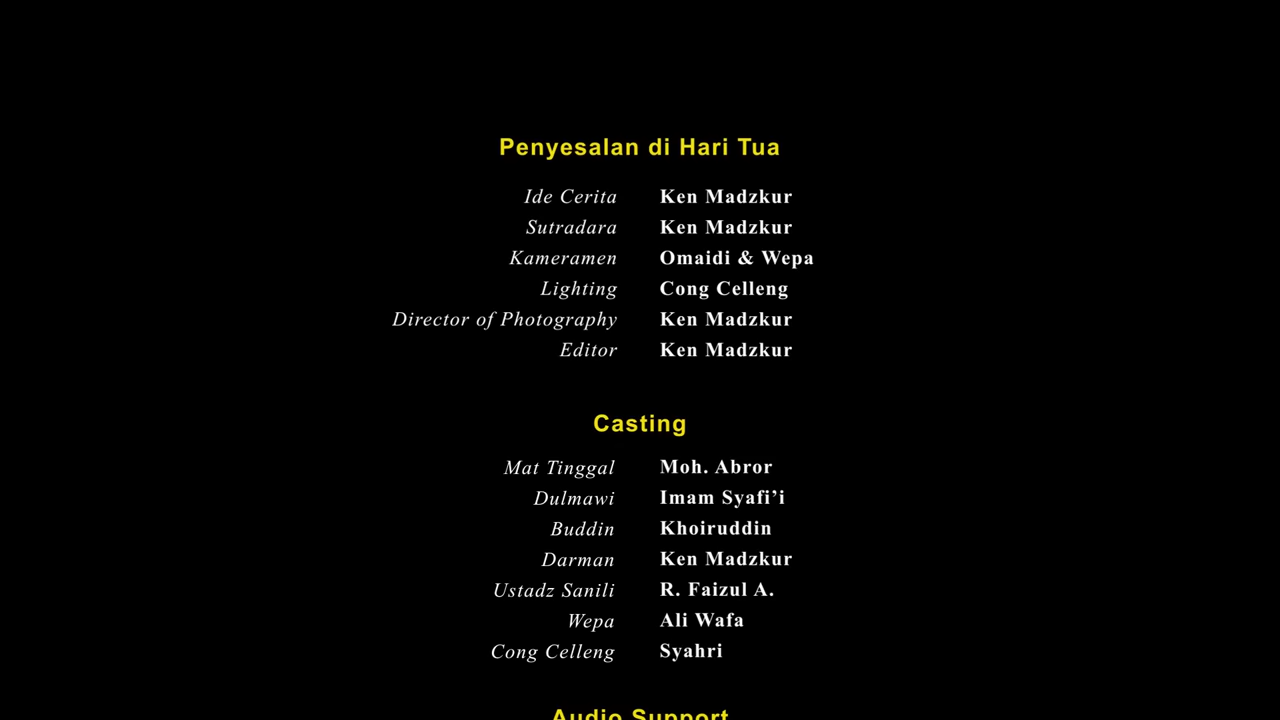 Penyesalan di Hari Tua
Ide Cerita Ken Madzkur
Sutradara Ken Madzkur
Kameramen Omaidi & Wepa
Lighting Cong Celleng
Director of Photography Ken Madzkur
Editor Ken Madzkur
Casting
Mat Tinggal Moh. Abror
Dulmawi Imam Syafi’i
Buddin Khoiruddin
Darman Ken Madzkur
Ustadz Sanili R. Faizul A.
Wepa Ali Wafa
Cong Celleng Syahri
Audio Support